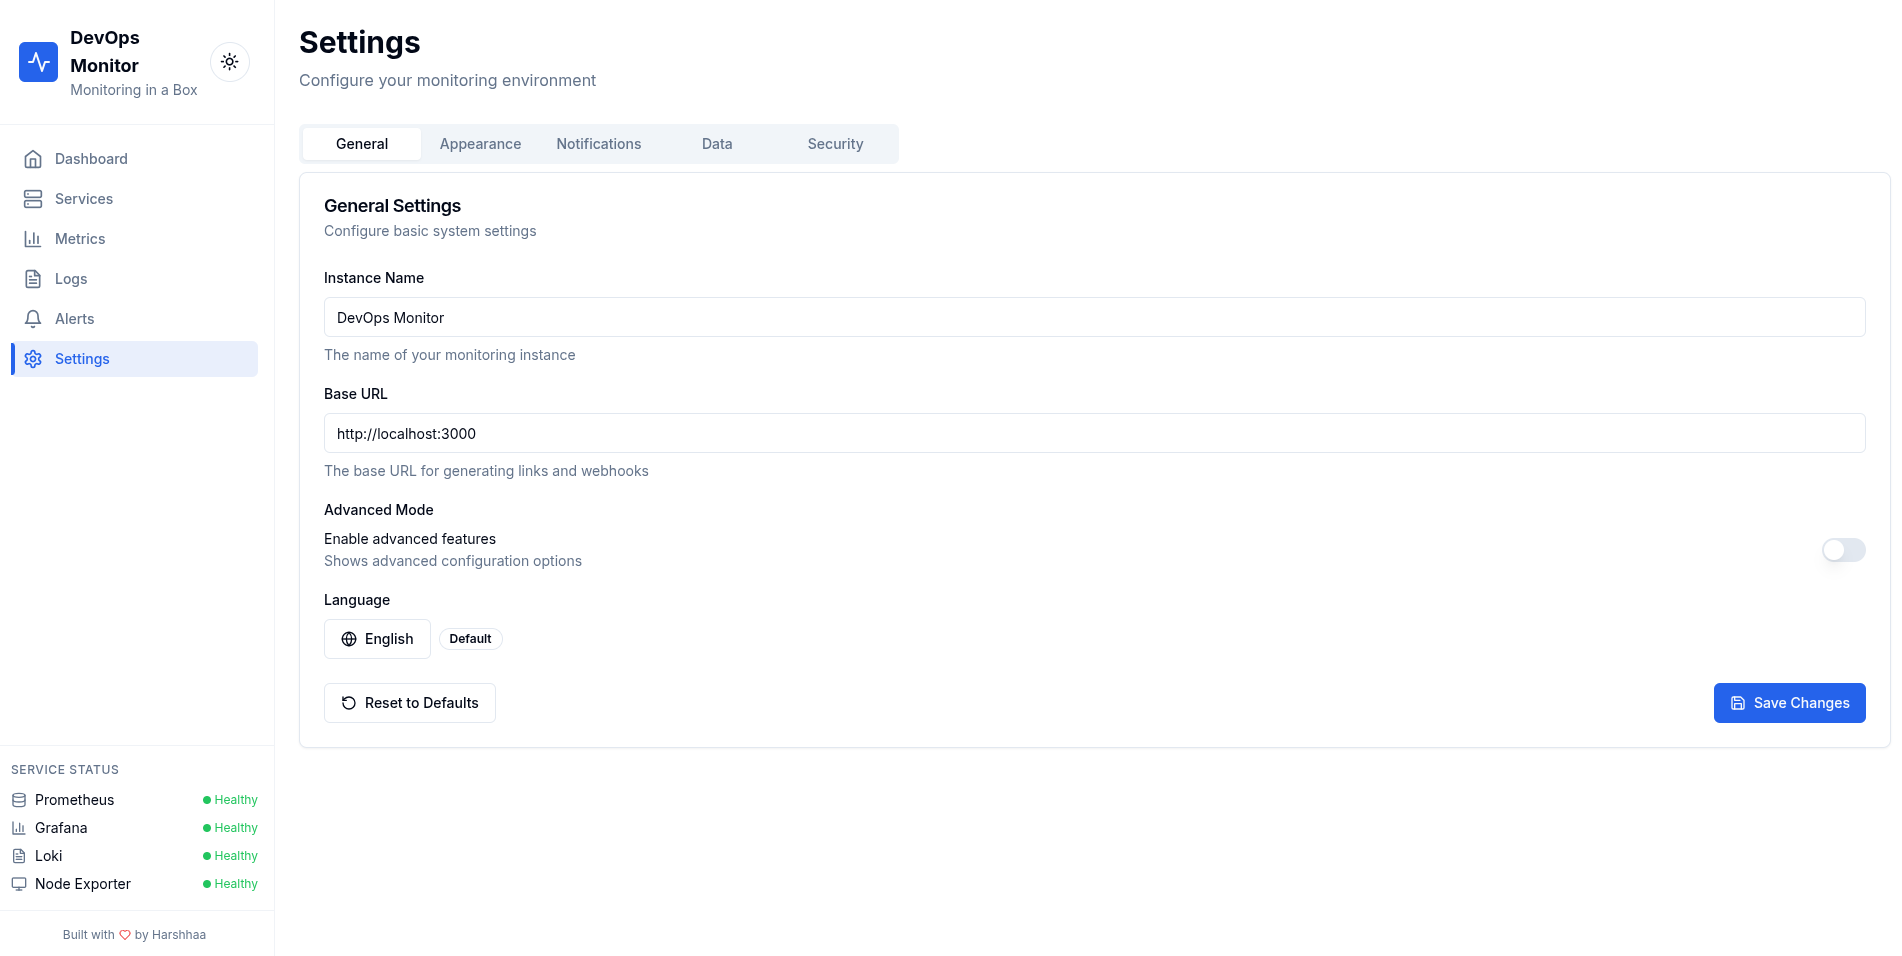 DevOps
Monitor
Monitoring in a Box
Dashboard
Services
Metrics
Logs
Alerts
Settings
SERVICE STATUS
Prometheus Healthy
Grafana Healthy
Loki Healthy
Node Exporter Healthy
Built with by Harshhaa
Settings
Configure your monitoring environment
General Appearance Notifications Data Security
General Settings
Configure basic system settings
Instance Name
DevOps Monitor
The name of your monitoring instance
Base URL
http://localhost:3000
The base URL for generating links and webhooks
Advanced Mode
Enable advanced features
Shows advanced configuration options
Language
English Default
Reset to Defaults Save Changes